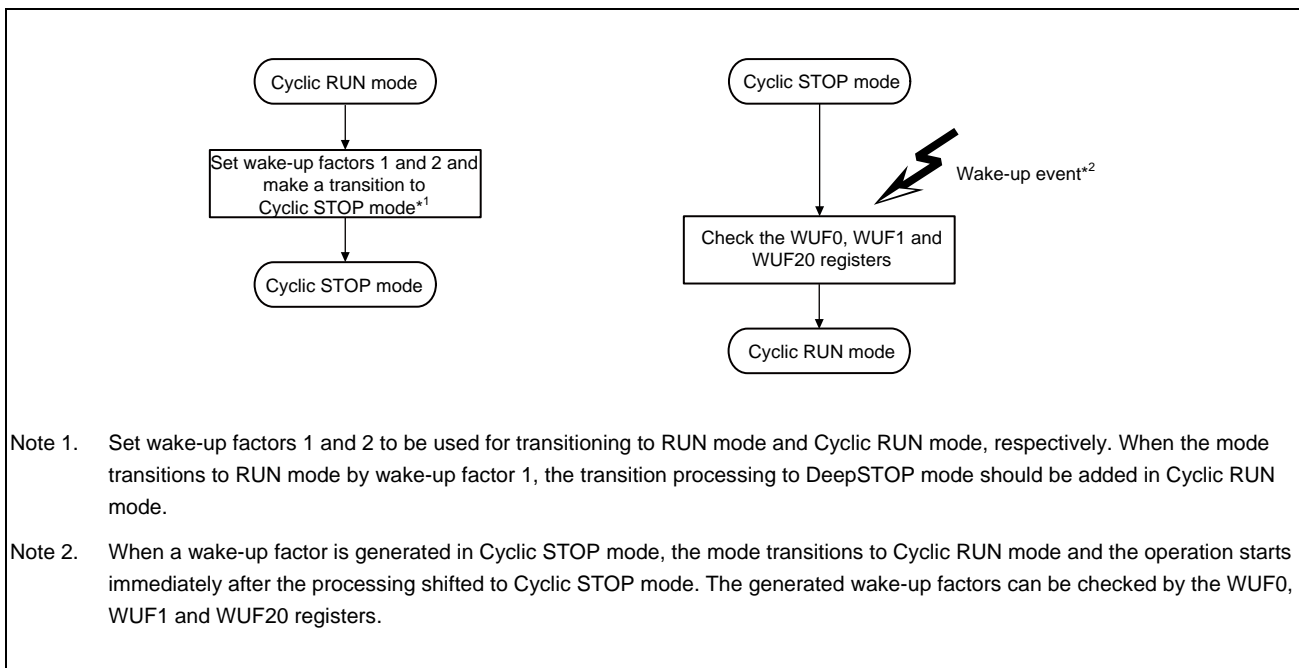 Cyclic RUN mode
Set wake-up factors 1 and 2 and
make a transition to
Cyclic STOP mode*1
Cyclic STOP mode
Cyclic STOP mode
Wake-up event*2
Check the WUF0, WUF1 and
WUF20 registers
Cyclic RUN mode
Note 1. Set wake-up factors 1 and 2 to be used for transitioning to RUN mode and Cyclic RUN mode, respectively. When the mode
transitions to RUN mode by wake-up factor 1, the transition processing to DeepSTOP mode should be added in Cyclic RUN
mode.
Note 2. When a wake-up factor is generated in Cyclic STOP mode, the mode transitions to Cyclic RUN mode and the operation starts
immediately after the processing shifted to Cyclic STOP mode. The generated wake-up factors can be checked by the WUF0,
WUF1 and WUF20 registers.